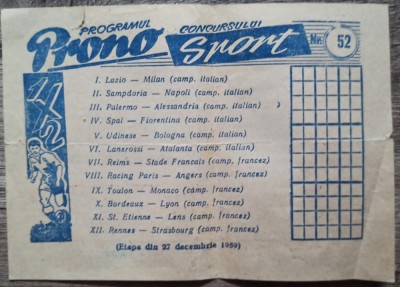 PROGRAMUL CONCURSULUI
Prono Sport
Nr. 52
1X2
I. Lazio — Milan (camp. italian)
II. Sampdoria — Napoli (camp. italian)
III. Palermo — Alessandria (camp. italian)
IV. Spal — Fiorentina (camp. italian)
V. Udinese — Bologna (camp. italian)
VI. Lanerossi — Atalanta (camp. italian)
VII. Reims — Stade Francais (camp. francez)
VIII. Racing Paris — Angers (camp. francez)
IX. Toulon — Monaco (camp. francez)
X. Bordeaux — Lyon (camp. francez)
XI. St. Etienne — Lens (camp. francez)
XII. Rennes — Strasbourg (camp. francez)
(Etapa din 27 decembrie 1959)